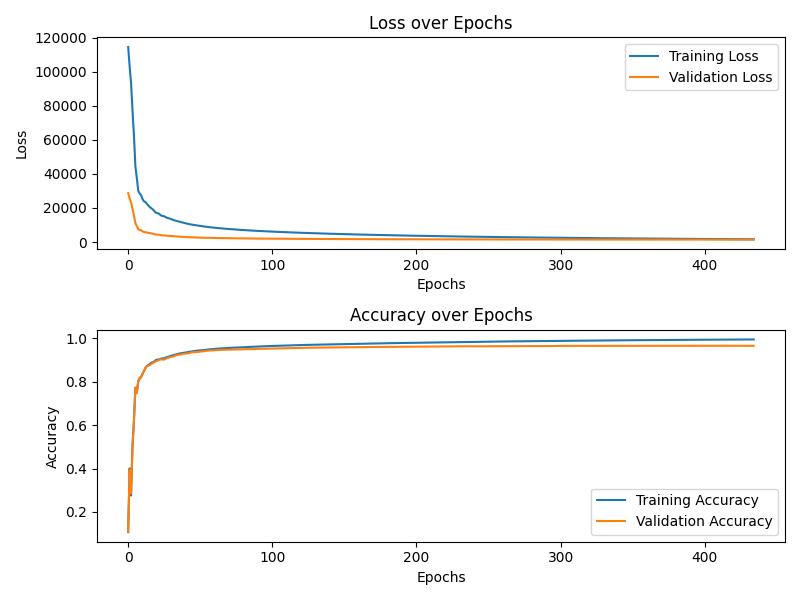 Loss over Epochs
120000
100000
80000
60000
40000
20000
0
Loss
Training Loss
Validation Loss
0 100 200 300 400
Epochs
Accuracy over Epochs
1.0
0.8
0.6
0.4
0.2
Accuracy
Training Accuracy
Validation Accuracy
0 100 200 300 400
Epochs